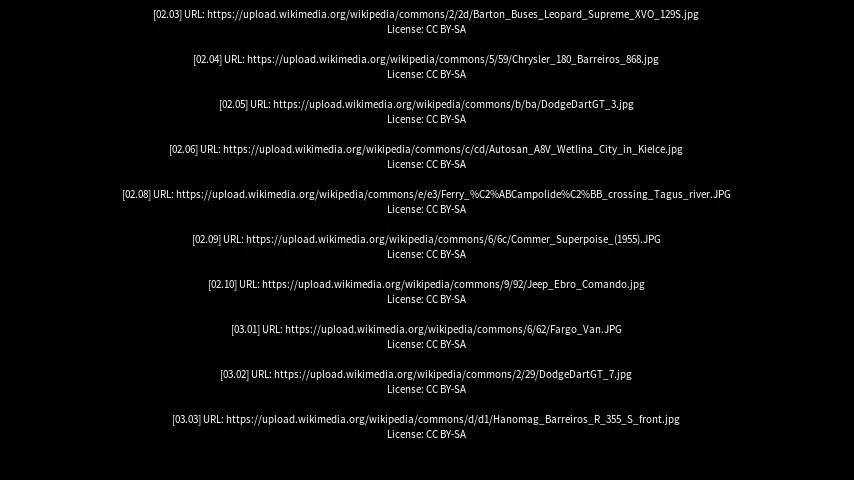 [02.03] URL: https://upload.wikimedia.org/wikipedia/commons/2/2d/Barton_Buses_Leopard_Supreme_XVO_129S.jpg
License: CC BY-SA
[02.04] URL: https://upload.wikimedia.org/wikipedia/commons/5/59/Chrysler_180_Barreiros_868.jpg
License: CC BY-SA
[02.05] URL: https://upload.wikimedia.org/wikipedia/commons/b/ba/DodgeDartGT_3.jpg
License: CC BY-SA
[02.06] URL: https://upload.wikimedia.org/wikipedia/commons/c/cd/Autosan_A8V_Wetlina_City_in_Kielce.jpg
License: CC BY-SA
[02.08] URL: https://upload.wikimedia.org/wikipedia/commons/e/e3/Ferry_%C2%ABCampolide%C2%BB_crossing_Tagus_river.JPG
License: CC BY-SA
[02.09] URL: https://upload.wikimedia.org/wikipedia/commons/6/6c/Commer_Superpoise_(1955).JPG
License: CC BY-SA
[02.10] URL: https://upload.wikimedia.org/wikipedia/commons/9/92/Jeep_Ebro_Comando.jpg
License: CC BY-SA
[03.01] URL: https://upload.wikimedia.org/wikipedia/commons/6/62/Fargo_Van.JPG
License: CC BY-SA
[03.02] URL: https://upload.wikimedia.org/wikipedia/commons/2/29/DodgeDartGT_7.jpg
License: CC BY-SA
[03.03] URL: https://upload.wikimedia.org/wikipedia/commons/d/d1/Hanomag_Barreiros_R_355_S_front.jpg
License: CC BY-SA